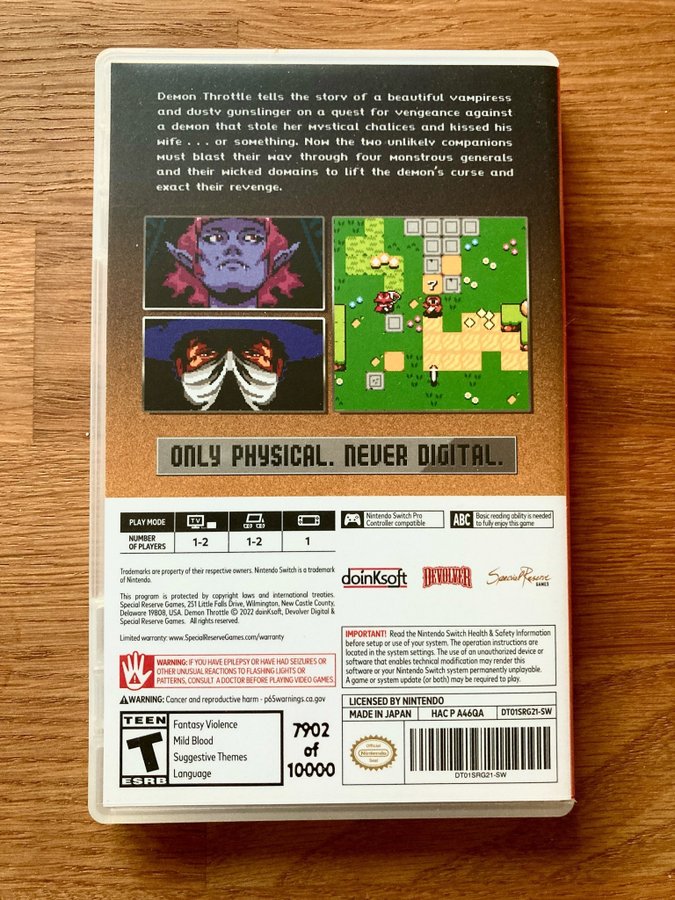 Demon Throttle tells the story of a beautiful vampiress
and dusty gunslinger on a quest for vengeance against
a demon that stole her mystical chalices and kissed his
wife . . . or something. Now the two unlikely companions
must blast their way through four monstrous generals
and their wicked domains to lift the demon's curse and
exact their revenge.
?
ONLY PHYSICAL. NEVER DIGITAL.
PLAY MODE
TV
NUMBER
OF PLAYERS
1-2
1-2
1
Nintendo Switch Pro
Controller compatible
ABC
Basic reading ability is needed
to fully enjoy this game
Trademarks are property of their respective owners. Nintendo Switch is a trademark
of Nintendo.
This program is protected by copyright laws and international treaties.
Special Reserve Games, 251 Little Falls Drive, Wilmington, New Castle County,
Delaware 19808, USA. Demon Throttle © 2022 doinKsoft, Devolver Digital &
Special Reserve Games. All rights reserved.
Limited warranty: www.SpecialReserveGames.com/warranty
doinKsoft
DEVOLVER
Special Reserve
GAMES
WARNING: IF YOU HAVE EPILEPSY OR HAVE HAD SEIZURES OR
OTHER UNUSUAL REACTIONS TO FLASHING LIGHTS OR
PATTERNS, CONSULT A DOCTOR BEFORE PLAYING VIDEO GAMES.
WARNING: Cancer and reproductive harm - p65warnings.ca.gov
IMPORTANT! Read the Nintendo Switch Health & Safety Information
before setup or use of your system. The operation instructions are
located in the system settings. The use of an unauthorized device or
software that enables technical modification may render this
software or your Nintendo Switch system permanently unplayable.
A game or system update (or both) may be required to play.
TEEN
T
ESRB
Fantasy Violence
Mild Blood
Suggestive Themes
Language
7902
of
10000
LICENSED BY NINTENDO
MADE IN JAPAN
HAC P A46QA
DT01SRG21-SW
Official
Nintendo
Seal
DT01SRG21-SW